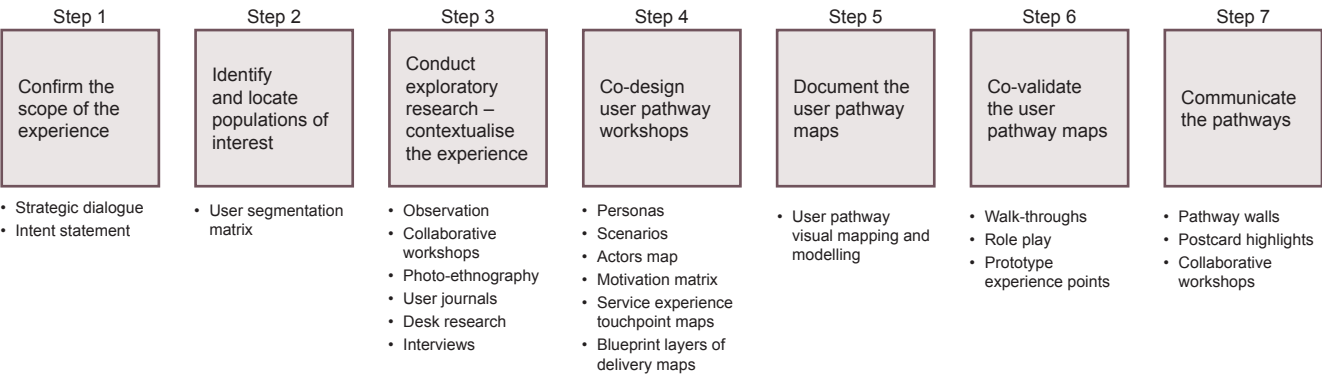 Step 1
Confirm the
scope of the
experience
• Strategic dialogue
• Intent statement
Step 2
Identify
and locate
populations of
interest
• User segmentation
matrix
Step 3
Conduct
exploratory
research –
contextualise
the experience
• Observation
• Collaborative
workshops
• Photo-ethnography
• User journals
• Desk research
• Interviews
Step 4
Co-design
user pathway
workshops
• Personas
• Scenarios
• Actors map
• Motivation matrix
• Service experience
touchpoint maps
• Blueprint layers of
delivery maps
Step 5
Document the
user pathway
maps
• User pathway
visual mapping and
modelling
Step 6
Co-validate
the user
pathway maps
• Walk-throughs
• Role play
• Prototype
experience points
Step 7
Communicate
the pathways
• Pathway walls
• Postcard highlights
• Collaborative
workshops